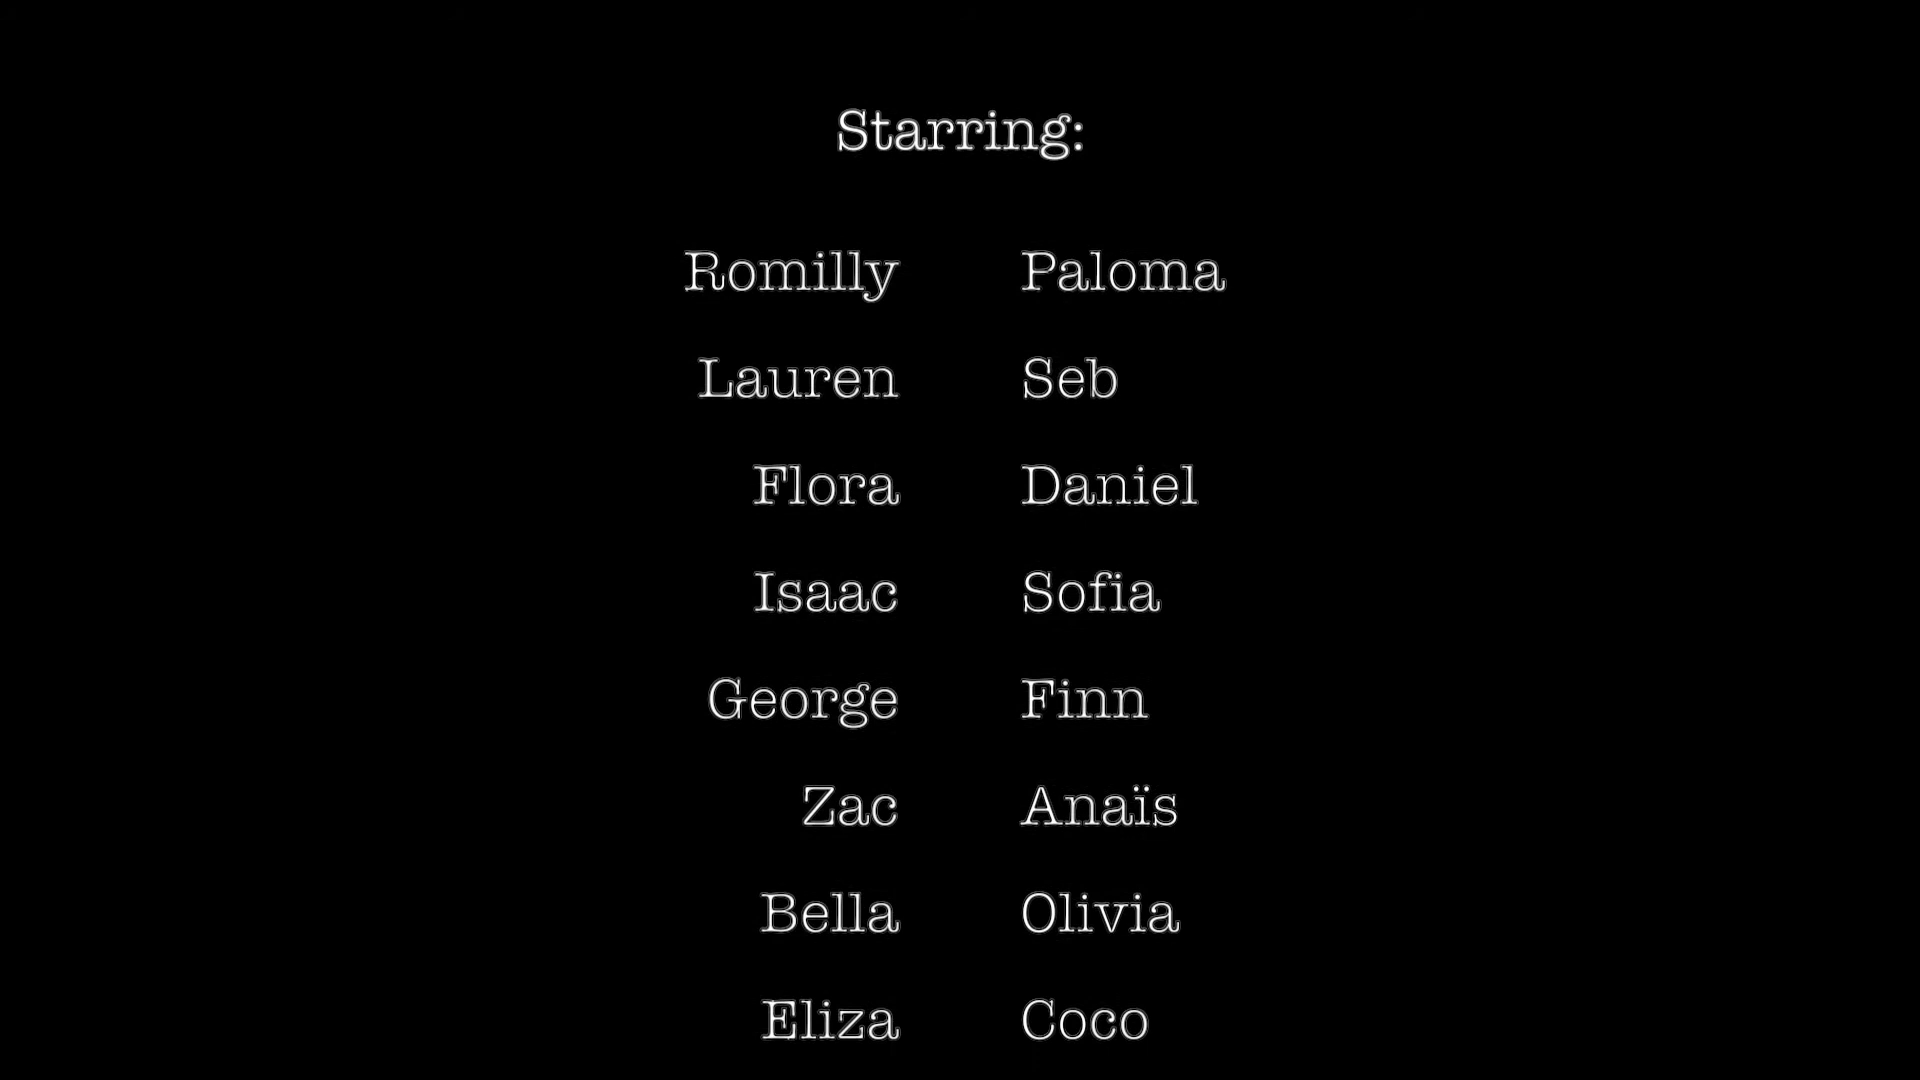 Starring:
Romilly Paloma
Lauren Seb
Flora Daniel
Isaac Sofia
George Finn
Zac Anaïs
Bella Olivia
Eliza Coco